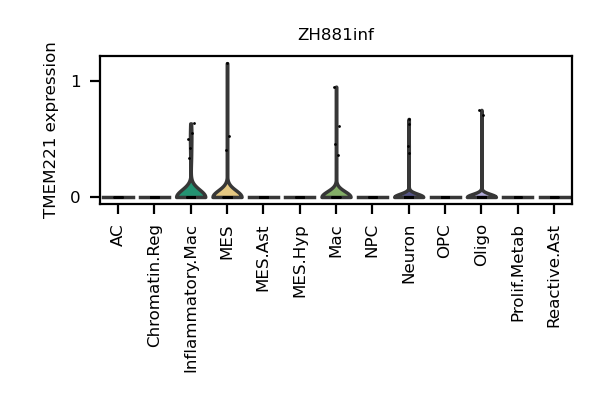 ZH881inf
TMEM221 expression
1
0
AC
Chromatin.Reg
Inflammatory.Mac
MES
MES.Ast
MES.Hyp
Mac
NPC
Neuron
OPC
Oligo
Prolif.Metab
Reactive.Ast